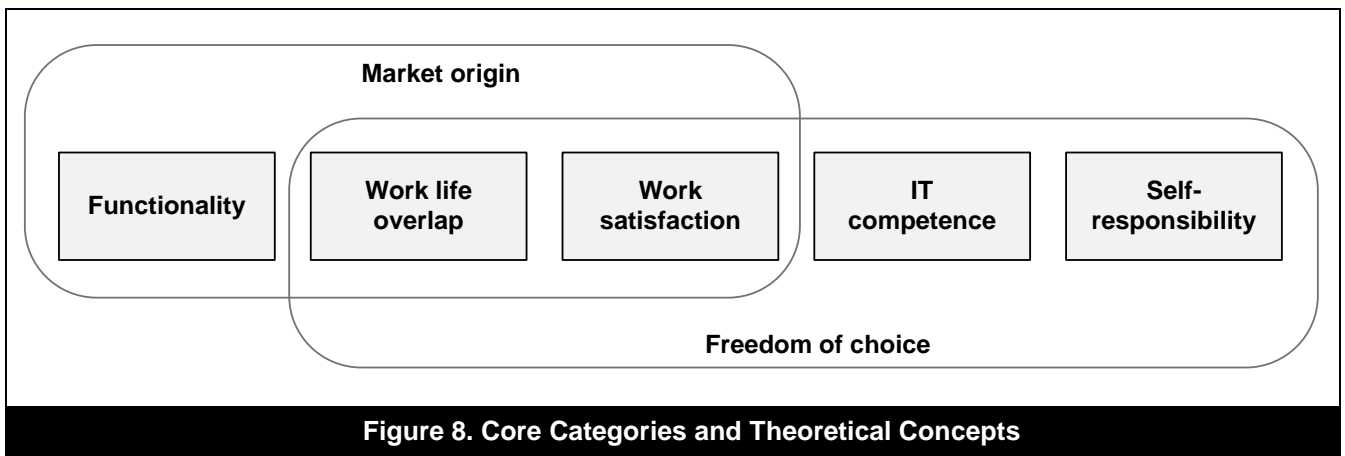 Market origin
Functionality
Work life
overlap
Work
satisfaction
IT
competence
Self-
responsibility
Freedom of choice
Figure 8. Core Categories and Theoretical Concepts